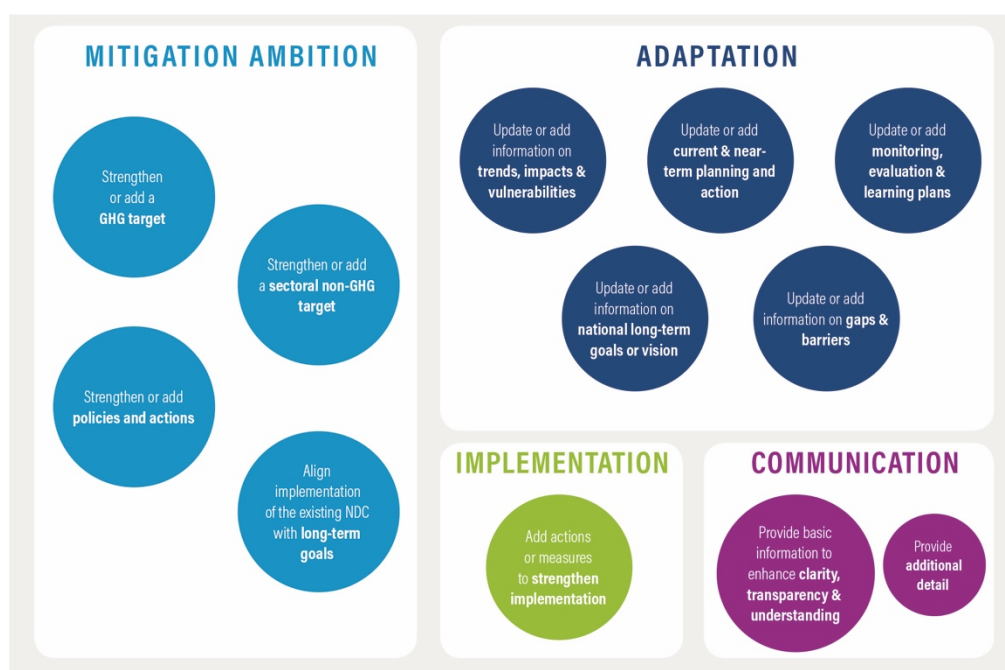 MITIGATION AMBITION
Strengthen
or add a
GHG target
Strengthen or add
a sectoral non-GHG
target
Strengthen or add
policies and actions
Align
implementation
of the existing NDC
with long-term
goals
ADAPTATION
Update or add
information on
trends, impacts &
vulnerabilities
Update or add
current & near-
term planning and
action
Update or add
monitoring,
evaluation &
learning plans
Update or add
information on
national long-term
goals or vision
Update or add
information on gaps &
barriers
IMPLEMENTATION
Add actions
or measures
to strengthen
implementation
COMMUNICATION
Provide basic
information to
enhance clarity,
transparency &
understanding
Provide
additional
detail